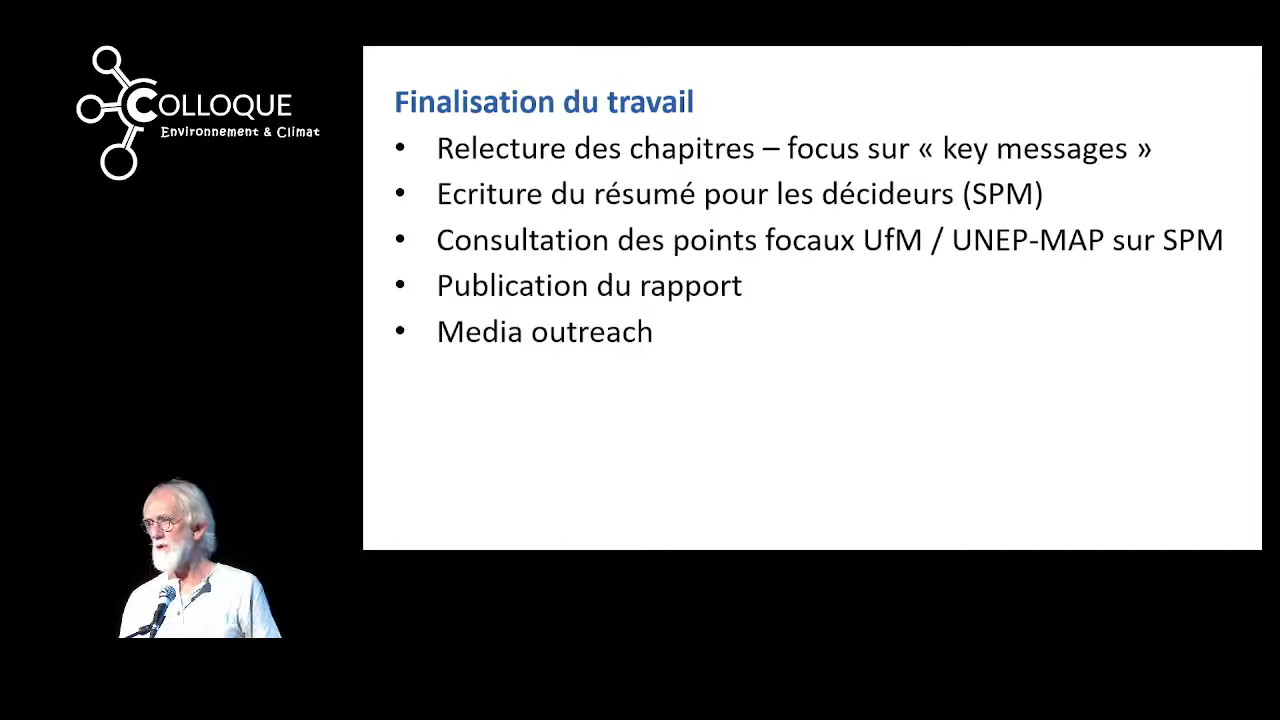 COLLOQUE
Environnement & Climat
Finalisation du travail
• Relecture des chapitres – focus sur « key messages »
• Ecriture du résumé pour les décideurs (SPM)
• Consultation des points focaux UfM / UNEP-MAP sur SPM
• Publication du rapport
• Media outreach